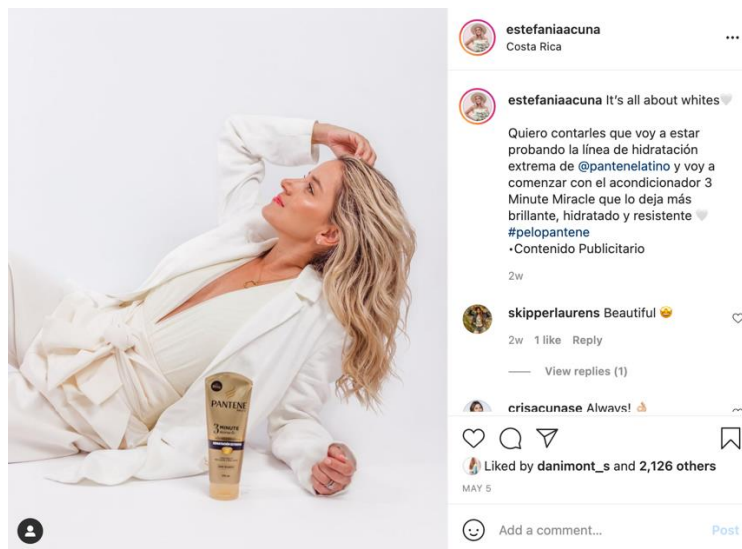 estefaniaacuna
Costa Rica
estefaniaacuna It's all about whites🤍
Quiero contarles que voy a estar
probando la línea de hidratación
extrema de @pantenelatino y voy a
comenzar con el acondicionador 3
Minute Miracle que lo deja más
brillante, hidratado y resistente 🤍
#pelopantene
•Contenido Publicitario
2w
skipperlaurens Beautiful 🤩
2w 1 like Reply
View replies (1)
crisacunase Always! 👌🏻
Liked by danimont_s and 2,126 others
MAY 5
Add a comment... Post
PANTENE
3 MINUTE